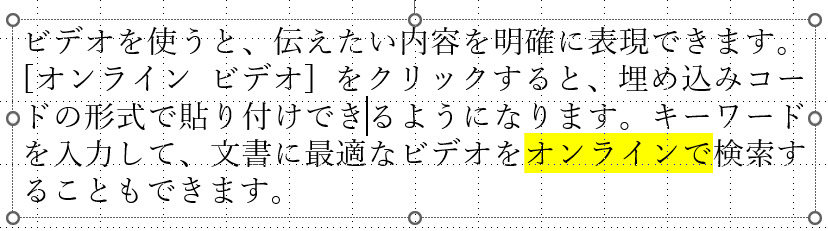 ビデオを使うと、伝えたい内容を明確に表現できます。
[オンライン ビデオ] をクリックすると、埋め込みコー
ドの形式で貼り付けできるようになります。キーワード
を入力して、文書に最適なビデオをオンラインで検索す
ることもできます。